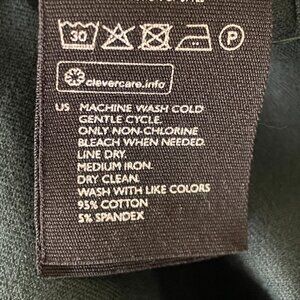 30 P
clevercare.info
US MACHINE WASH COLD
GENTLE CYCLE.
ONLY NON-CHLORINE
BLEACH WHEN NEEDED.
LINE DRY.
MEDIUM IRON.
DRY CLEAN.
WASH WITH LIKE COLORS
95% COTTON
5% SPANDEX